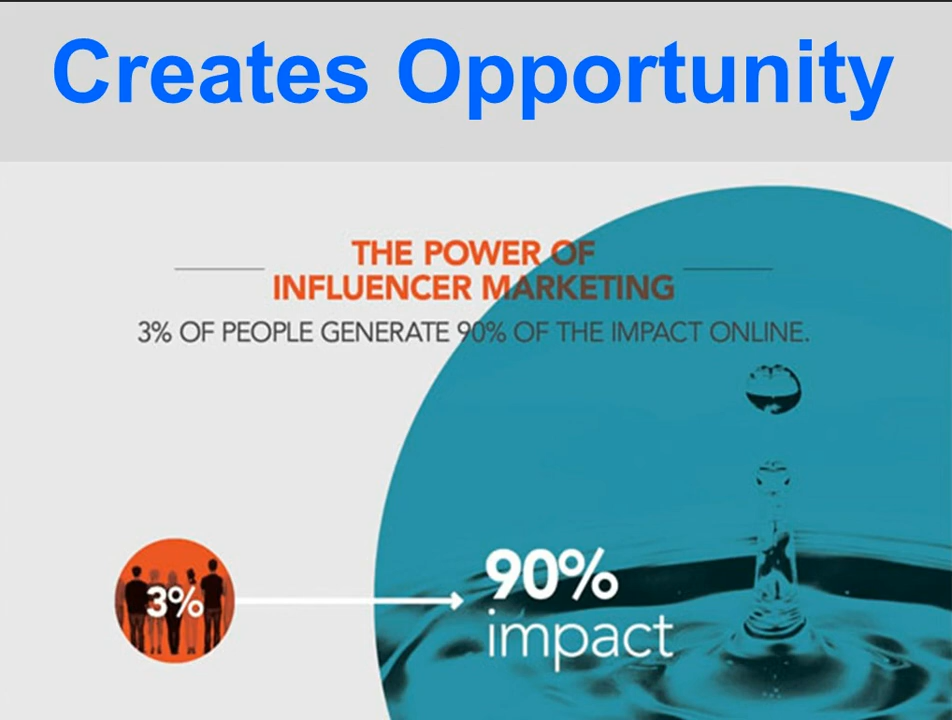 Creates Opportunity
THE POWER OF
INFLUENCER MARKETING
3% OF PEOPLE GENERATE 90% OF THE IMPACT ONLINE.
3%
90%
impact